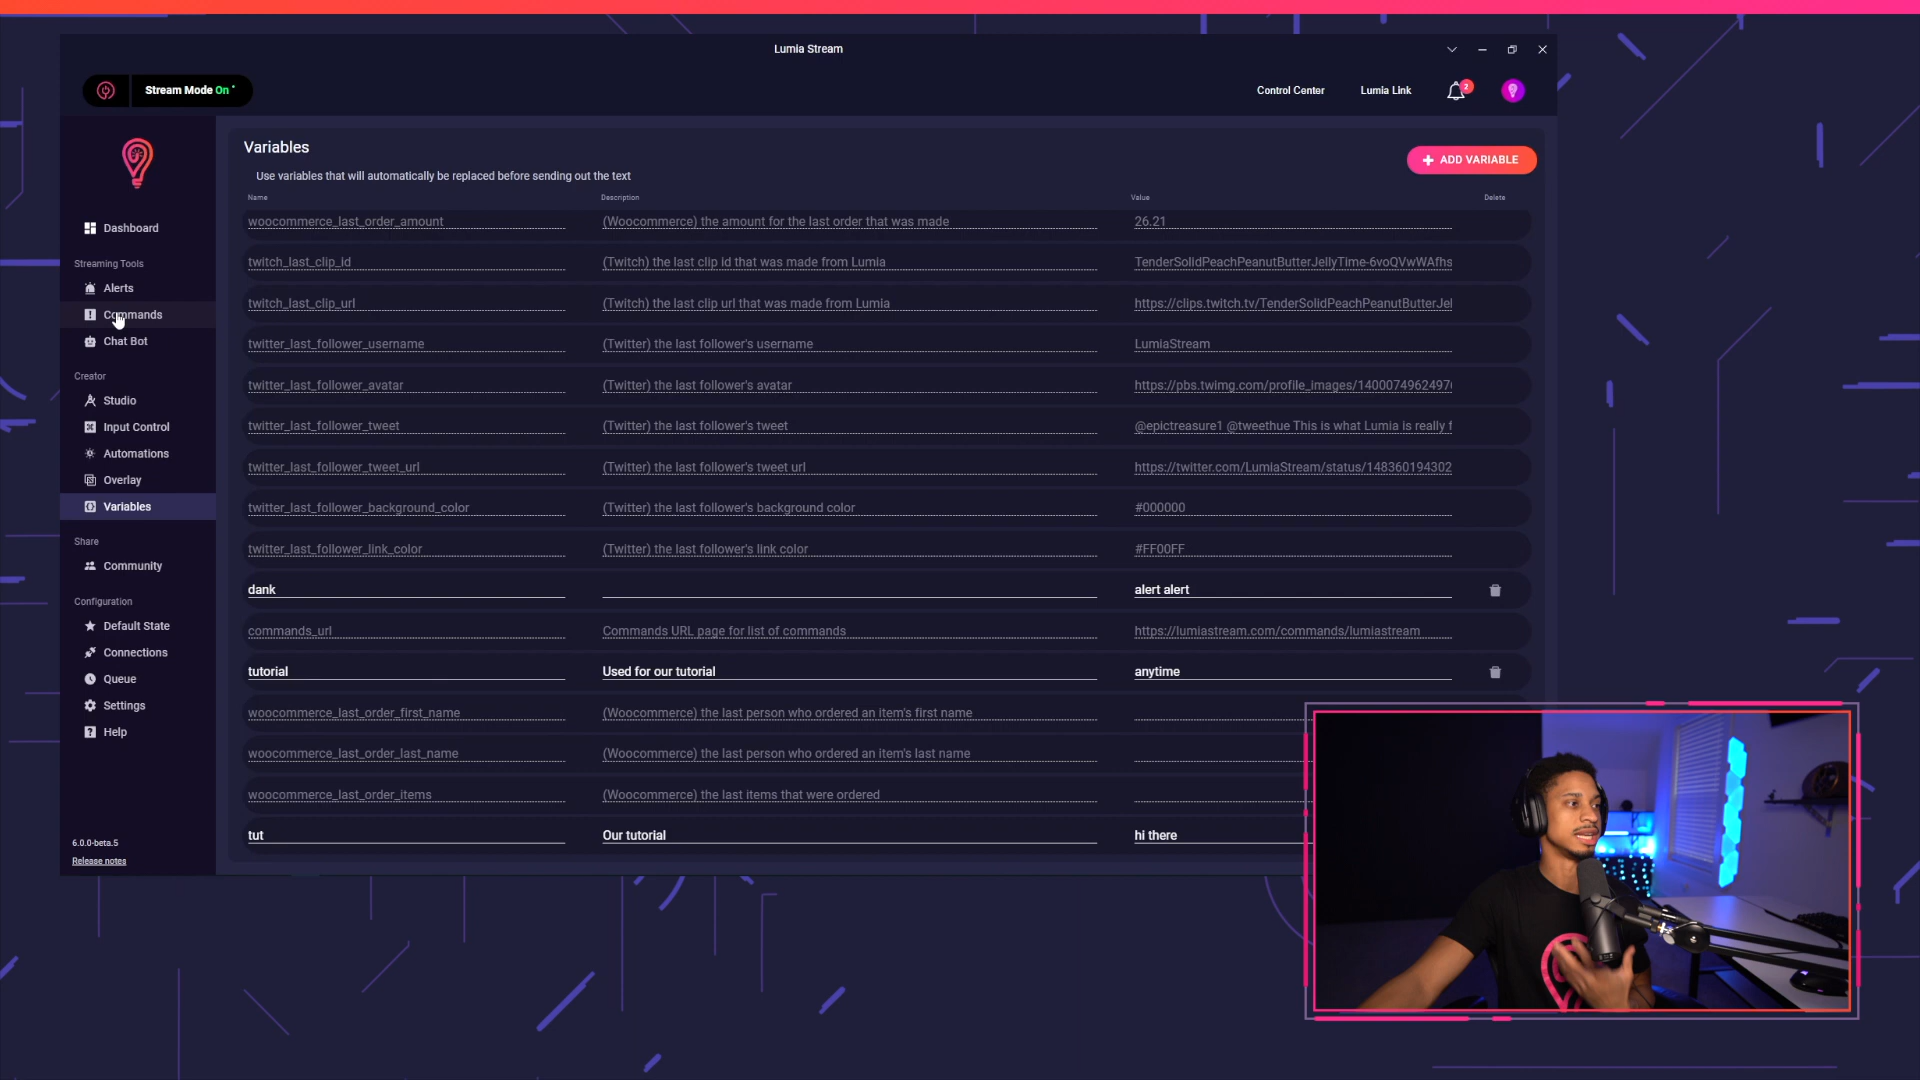 Lumia Stream
Stream Mode On
Control Center
Lumia Link
2
Variables
ADD VARIABLE
Use variables that will automatically be replaced before sending out the text
Name Description Value Delete
Dashboard
Streaming Tools
Alerts
Commands
Chat Bot
Creator
Studio
Input Control
Automations
Overlay
Variables
Share
Community
Configuration
Default State
Connections
Queue
Settings
Help
6.0.0-beta.5
Release notes
woocommerce_last_order_amount (Woocommerce) the amount for the last order that was made 26.21
twitch_last_clip_id (Twitch) the last clip id that was made from Lumia TenderSolidPeachPeanutButterJellyTime-6voQVwWAfhs
twitch_last_clip_url (Twitch) the last clip url that was made from Lumia https://clips.twitch.tv/TenderSolidPeachPeanutButterJel
twitter_last_follower_username (Twitter) the last follower's username LumiaStream
twitter_last_follower_avatar (Twitter) the last follower's avatar https://pbs.twimg.com/profile_images/1400074962497
twitter_last_follower_tweet (Twitter) the last follower's tweet @epictreasure1 @tweethue This is what Lumia is really f
twitter_last_follower_tweet_url (Twitter) the last follower's tweet url https://twitter.com/LumiaStream/status/148360194302
twitter_last_follower_background_color (Twitter) the last follower's background color #000000
twitter_last_follower_link_color (Twitter) the last follower's link color #FF00FF
dank alert alert
commands_url Commands URL page for list of commands https://lumiastream.com/commands/lumiastream
tutorial Used for our tutorial anytime
woocommerce_last_order_first_name (Woocommerce) the last person who ordered an item's first name
woocommerce_last_order_last_name (Woocommerce) the last person who ordered an item's last name
woocommerce_last_order_items (Woocommerce) the last items that were ordered
tut Our tutorial hi there